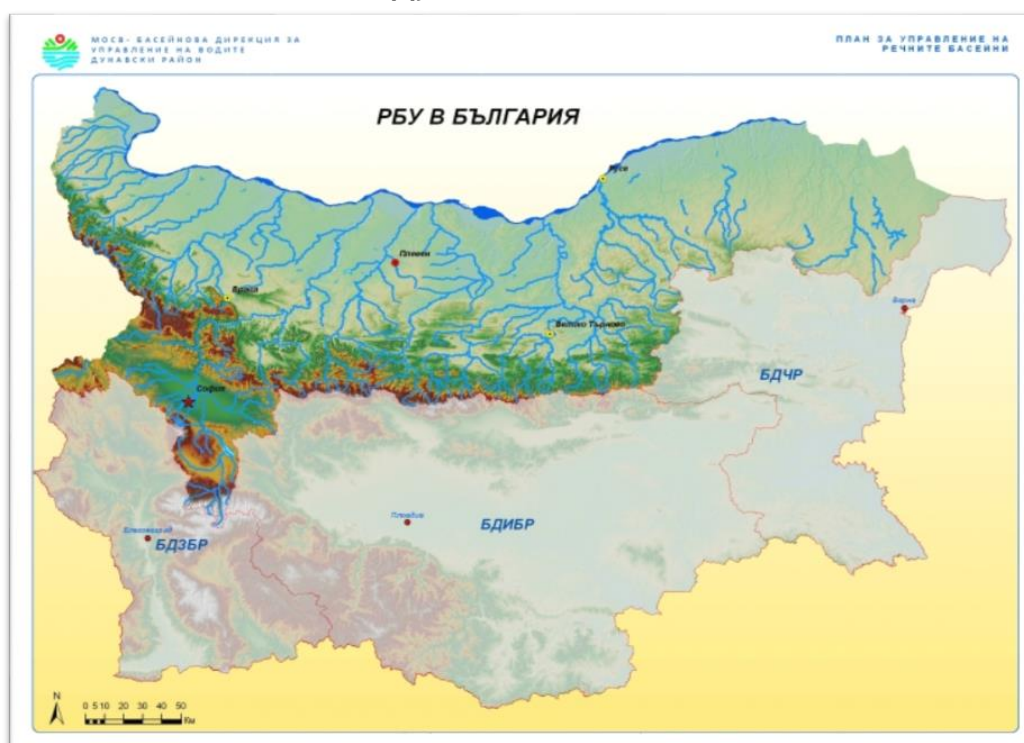 МОСВ- БАСЕЙНОВА ДИРЕКЦИЯ ЗА
УПРАВЛЕНИЕ НА ВОДИТЕ
ДУНАВСКИ РАЙОН
ПЛАН ЗА УПРАВЛЕНИЕ НА
РЕЧНИТЕ БАСЕЙНИ
РБУ В БЪЛГАРИЯ
Русе
Плевен
Враца
Варна
Велико Търново
БДЧР
София
Пловдив
БДИБР
Благоевград
БДЗБР
N
0 5 10 20 30 40 50
Km